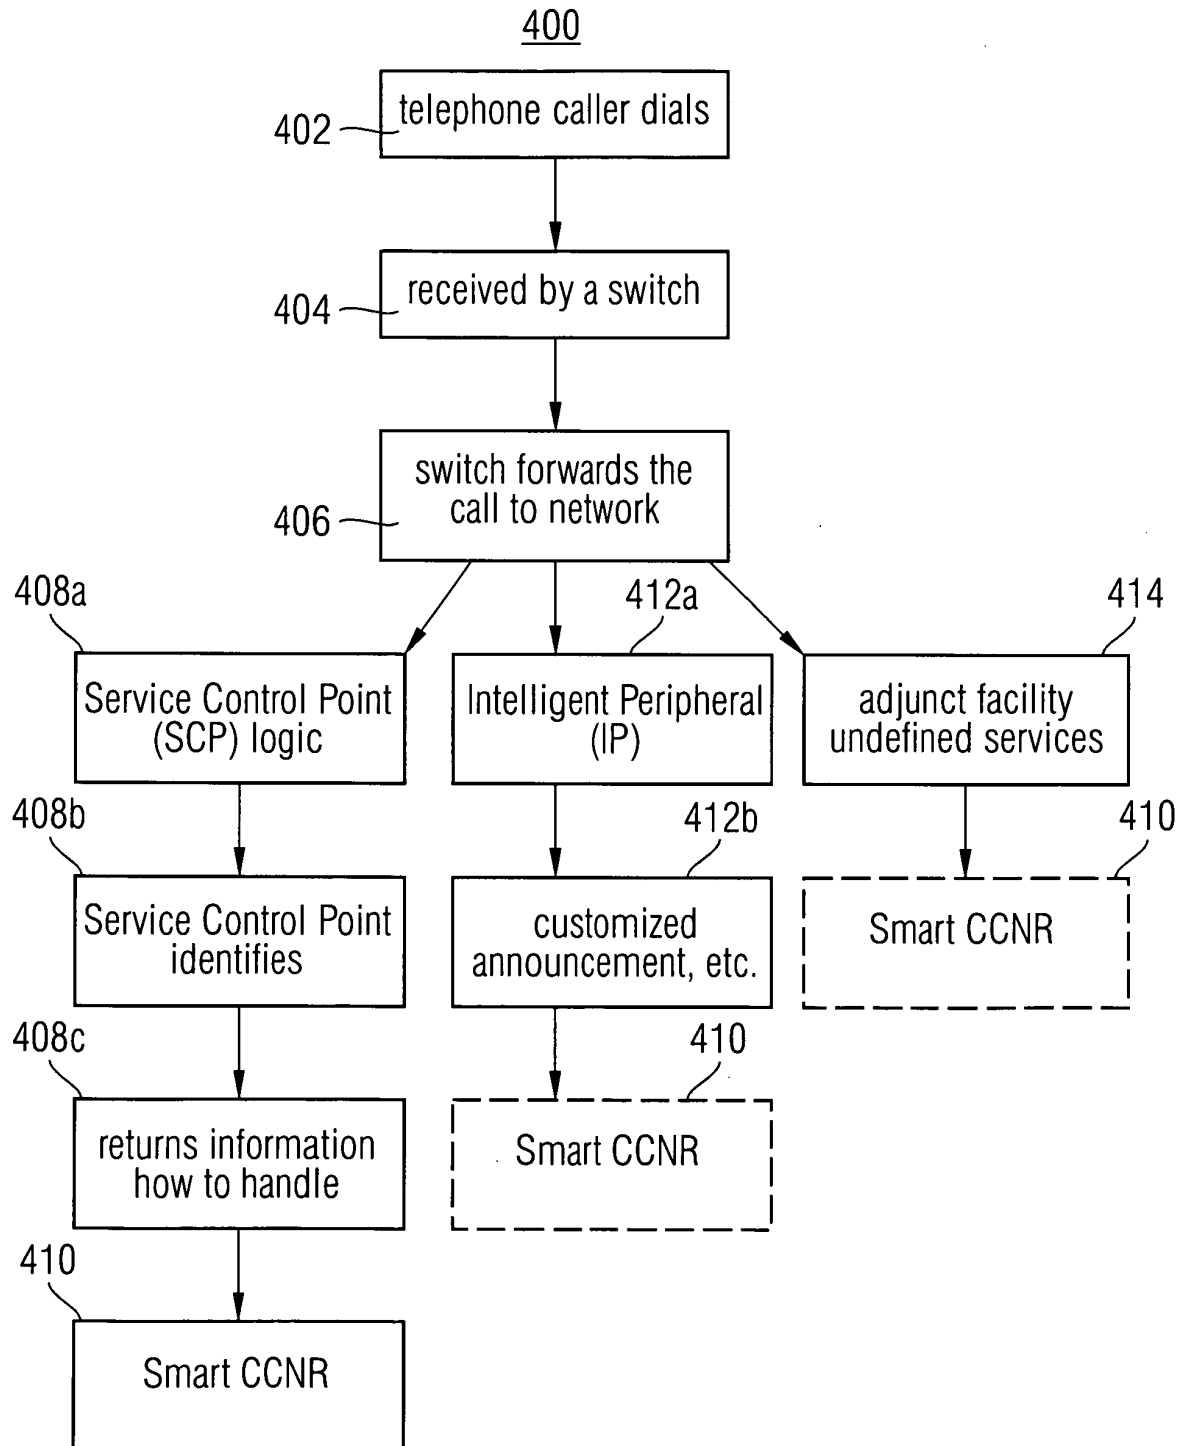 400
402
telephone caller dials
404
received by a switch
406
switch forwards the
call to network
408a
Service Control Point
(SCP) logic
412a
Intelligent Peripheral
(IP)
414
adjunct facility
undefined services
408b
Service Control Point
identifies
412b
customized
announcement, etc.
410
Smart CCNR
408c
returns information
how to handle
410
Smart CCNR
410
Smart CCNR